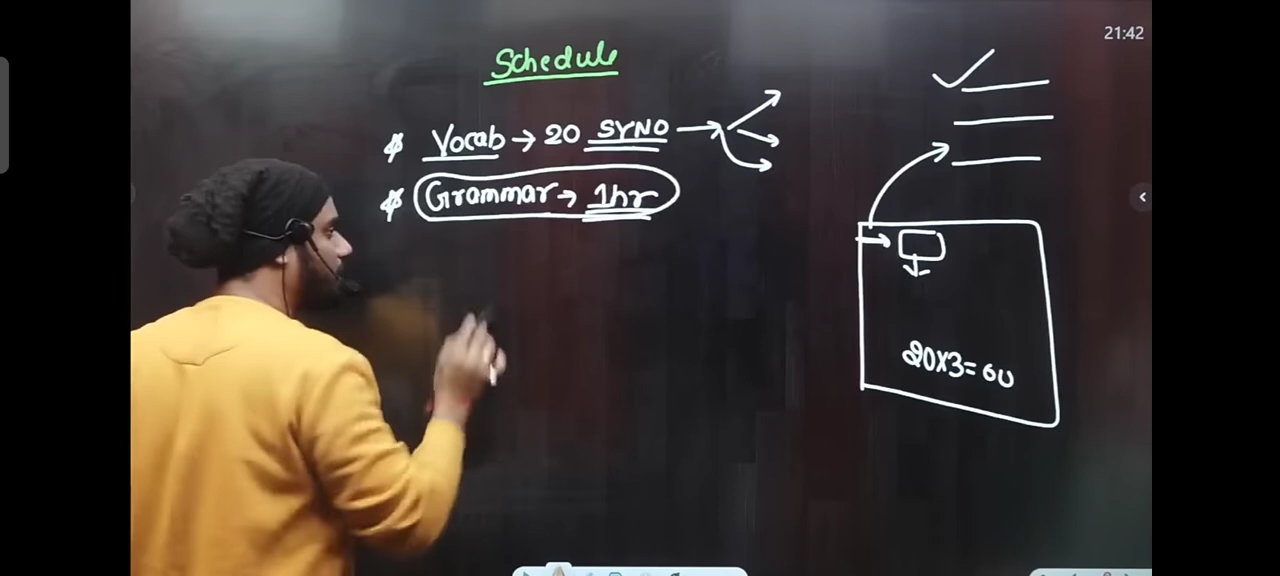 21:42
Schedule
* Vocab → 20 SYNO →
* Grammar → 1hr
20X3=60